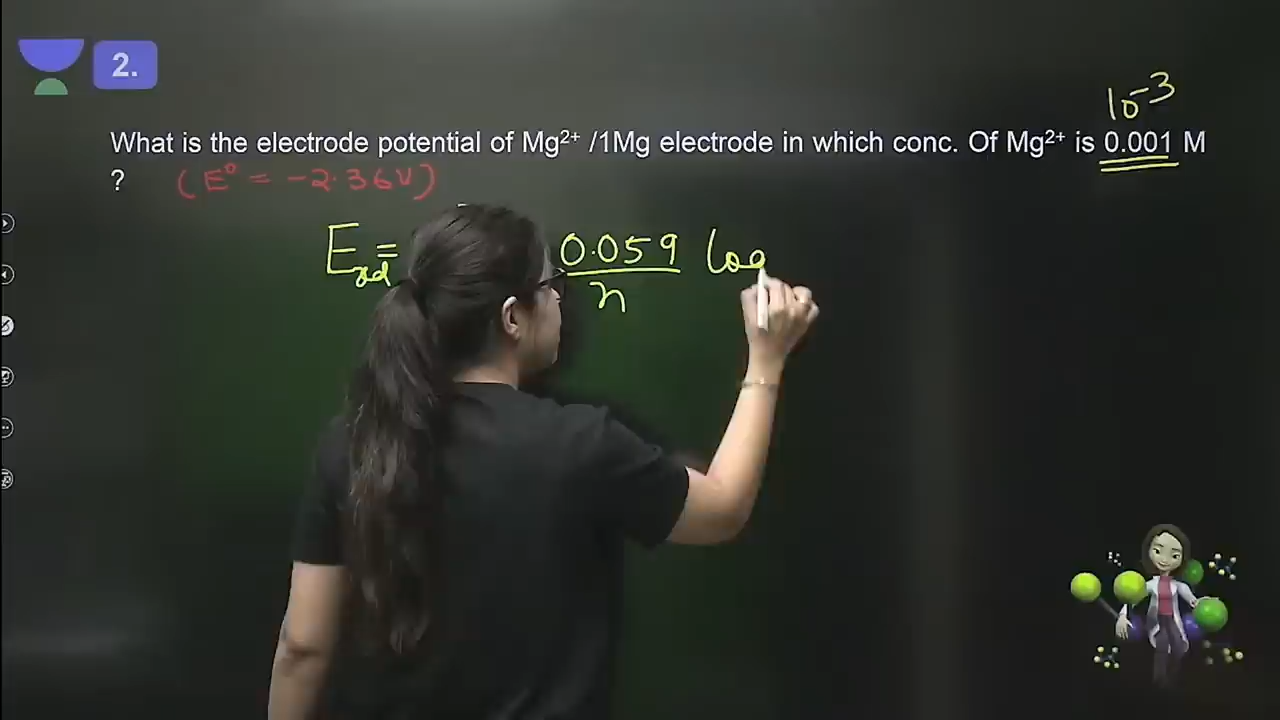 2.
10⁻³
What is the electrode potential of Mg²⁺ /1Mg electrode in which conc. Of Mg²⁺ is 0.001 M
? (E° = -2.36V)
E = 0.059 log
n